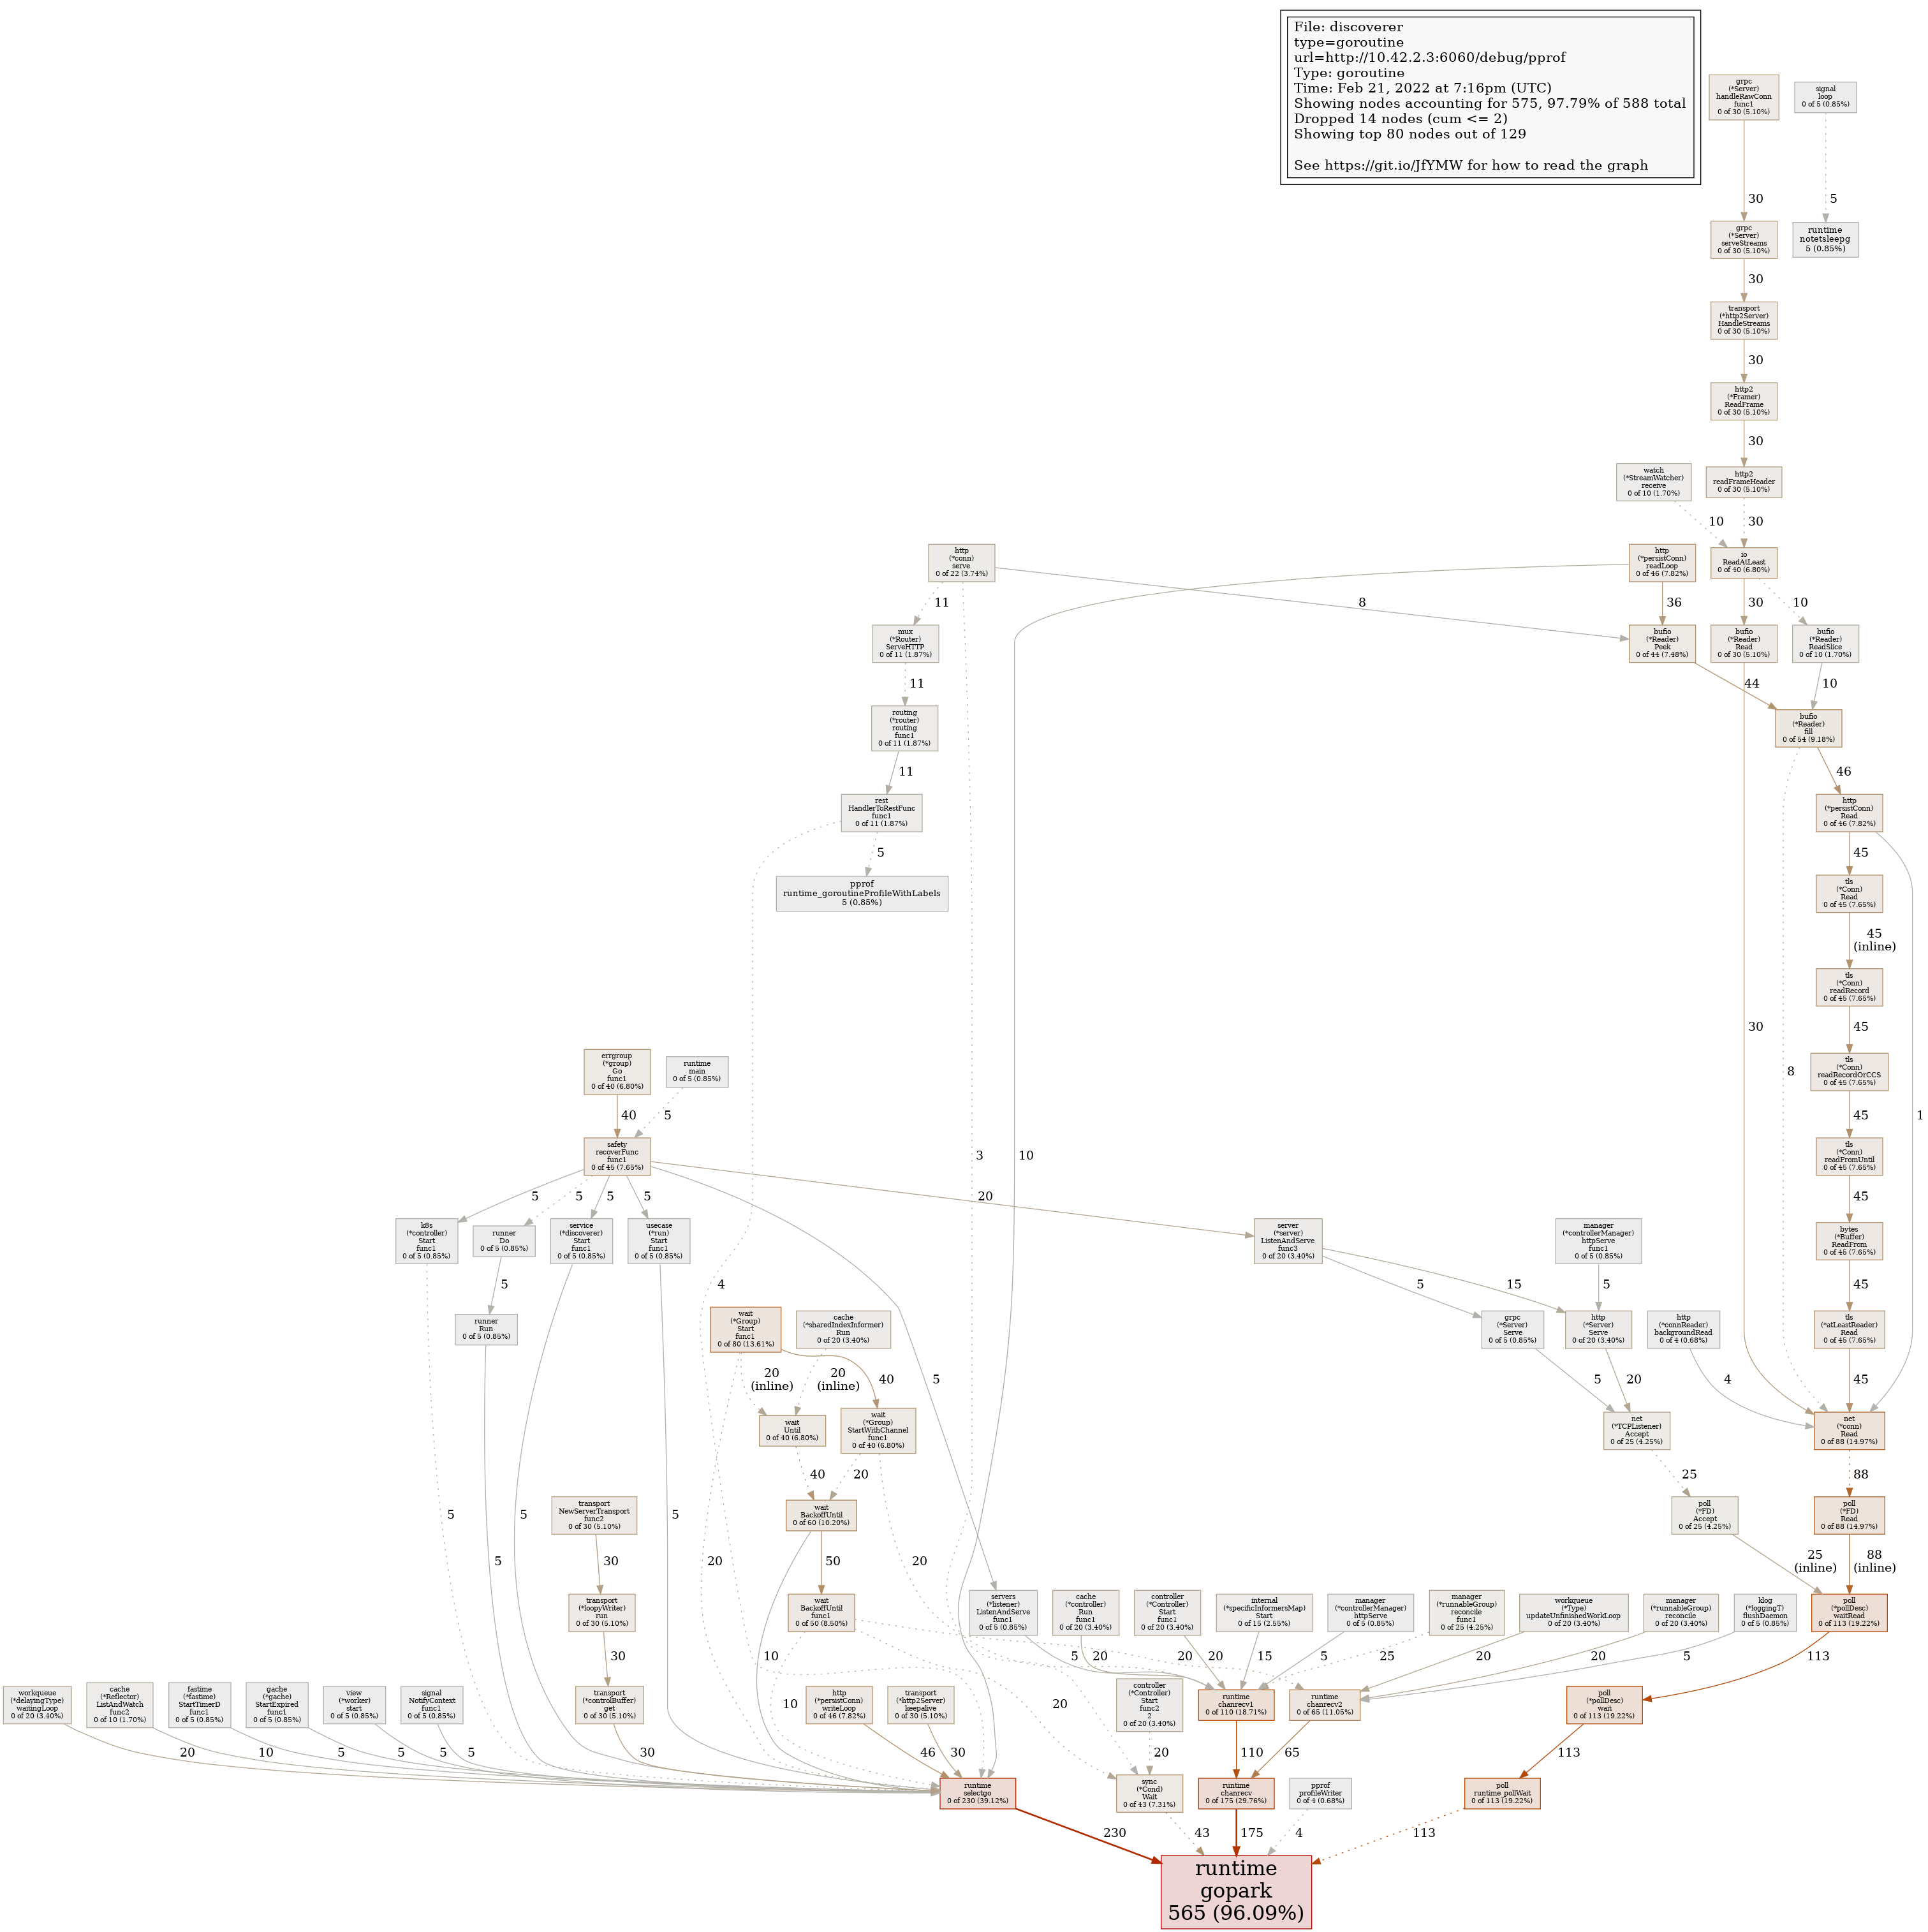 File: discoverer
type=goroutine
url=http://10.42.2.3:6060/debug/pprof
Type: goroutine
Time: Feb 21, 2022 at 7:16pm (UTC)
Showing nodes accounting for 575, 97.79% of 588 total
Dropped 14 nodes (cum <= 2)
Showing top 80 nodes out of 129
See https://git.io/JfYMW for how to read the graph
grpc
(*Server)
handleRawConn
func1
0 of 30 (5.10%)
signal
loop
0 of 5 (0.85%)
30
5
grpc
(*Server)
serveStreams
0 of 30 (5.10%)
runtime
notetsleepg
5 (0.85%)
30
transport
(*http2Server)
HandleStreams
0 of 30 (5.10%)
30
http2
(*Framer)
ReadFrame
0 of 30 (5.10%)
30
watch
(*StreamWatcher)
receive
0 of 10 (1.70%)
http2
readFrameHeader
0 of 30 (5.10%)
10
30
http
(*conn)
serve
0 of 22 (3.74%)
http
(*persistConn)
readLoop
0 of 46 (7.82%)
io
ReadAtLeast
0 of 40 (6.80%)
11
8
36
30
10
mux
(*Router)
ServeHTTP
0 of 11 (1.87%)
bufio
(*Reader)
Peek
0 of 44 (7.48%)
bufio
(*Reader)
Read
0 of 30 (5.10%)
bufio
(*Reader)
ReadSlice
0 of 10 (1.70%)
11
44
10
routing
(*router)
routing
func1
0 of 11 (1.87%)
bufio
(*Reader)
fill
0 of 54 (9.18%)
11
46
rest
HandlerToRestFunc
func1
0 of 11 (1.87%)
http
(*persistConn)
Read
0 of 46 (7.82%)
5
45
pprof
runtime_goroutineProfileWithLabels
5 (0.85%)
tls
(*Conn)
Read
0 of 45 (7.65%)
45
(inline)
tls
(*Conn)
readRecord
0 of 45 (7.65%)
30
45
errgroup
(*group)
Go
func1
0 of 40 (6.80%)
runtime
main
0 of 5 (0.85%)
tls
(*Conn)
readRecordOrCCS
0 of 45 (7.65%)
8
40
5
45
1
safety
recoverFunc
func1
0 of 45 (7.65%)
3
10
tls
(*Conn)
readFromUntil
0 of 45 (7.65%)
5
5
5
5
20
45
k8s
(*controller)
Start
func1
0 of 5 (0.85%)
runner
Do
0 of 5 (0.85%)
service
(*discoverer)
Start
func1
0 of 5 (0.85%)
usecase
(*run)
Start
func1
0 of 5 (0.85%)
server
(*server)
ListenAndServe
func3
0 of 20 (3.40%)
manager
(*controllerManager)
httpServe
func1
0 of 5 (0.85%)
bytes
(*Buffer)
ReadFrom
0 of 45 (7.65%)
5
4
5
15
5
45
runner
Run
0 of 5 (0.85%)
wait
(*Group)
Start
func1
0 of 80 (13.61%)
cache
(*sharedIndexInformer)
Run
0 of 20 (3.40%)
grpc
(*Server)
Serve
0 of 5 (0.85%)
http
(*Server)
Serve
0 of 20 (3.40%)
http
(*connReader)
backgroundRead
0 of 4 (0.68%)
tls
(*atLeastReader)
Read
0 of 45 (7.65%)
20
(inline)
20
(inline)
40
5
5
20
4
45
wait
Until
0 of 40 (6.80%)
wait
(*Group)
StartWithChannel
func1
0 of 40 (6.80%)
net
(*TCPListener)
Accept
0 of 25 (4.25%)
net
(*conn)
Read
0 of 88 (14.97%)
40
20
25
88
transport
NewServerTransport
func2
0 of 30 (5.10%)
wait
BackoffUntil
0 of 60 (10.20%)
poll
(*FD)
Accept
0 of 25 (4.25%)
poll
(*FD)
Read
0 of 88 (14.97%)
5
5
5
5
30
20
50
20
25
(inline)
88
(inline)
transport
(*loopyWriter)
run
0 of 30 (5.10%)
wait
BackoffUntil
func1
0 of 50 (8.50%)
servers
(*listener)
ListenAndServe
func1
0 of 5 (0.85%)
cache
(*controller)
Run
func1
0 of 20 (3.40%)
controller
(*Controller)
Start
func1
0 of 20 (3.40%)
internal
(*specificInformersMap)
Start
0 of 15 (2.55%)
manager
(*controllerManager)
httpServe
0 of 5 (0.85%)
manager
(*runnableGroup)
reconcile
func1
0 of 25 (4.25%)
workqueue
(*Type)
updateUnfinishedWorkLoop
0 of 20 (3.40%)
manager
(*runnableGroup)
reconcile
0 of 20 (3.40%)
klog
(*loggingT)
flushDaemon
0 of 5 (0.85%)
poll
(*pollDesc)
waitRead
0 of 113 (19.22%)
30
10
5
20
20
20
15
5
25
20
20
5
113
workqueue
(*delayingType)
waitingLoop
0 of 20 (3.40%)
cache
(*Reflector)
ListAndWatch
func2
0 of 10 (1.70%)
fastime
(*fastime)
StartTimerD
func1
0 of 5 (0.85%)
gache
(*gache)
StartExpired
func1
0 of 5 (0.85%)
view
(*worker)
start
0 of 5 (0.85%)
signal
NotifyContext
func1
0 of 5 (0.85%)
transport
(*controlBuffer)
get
0 of 30 (5.10%)
http
(*persistConn)
writeLoop
0 of 46 (7.82%)
transport
(*http2Server)
keepalive
0 of 30 (5.10%)
controller
(*Controller)
Start
func2
2
0 of 20 (3.40%)
runtime
chanrecv1
0 of 110 (18.71%)
runtime
chanrecv2
0 of 65 (11.05%)
poll
(*pollDesc)
wait
0 of 113 (19.22%)
20
10
5
5
5
5
30
10
46
30
20
20
110
65
113
runtime
selectgo
0 of 230 (39.12%)
sync
(*Cond)
Wait
0 of 43 (7.31%)
runtime
chanrecv
0 of 175 (29.76%)
pprof
profileWriter
0 of 4 (0.68%)
poll
runtime_pollWait
0 of 113 (19.22%)
230
43
175
4
113
runtime
gopark
565 (96.09%)